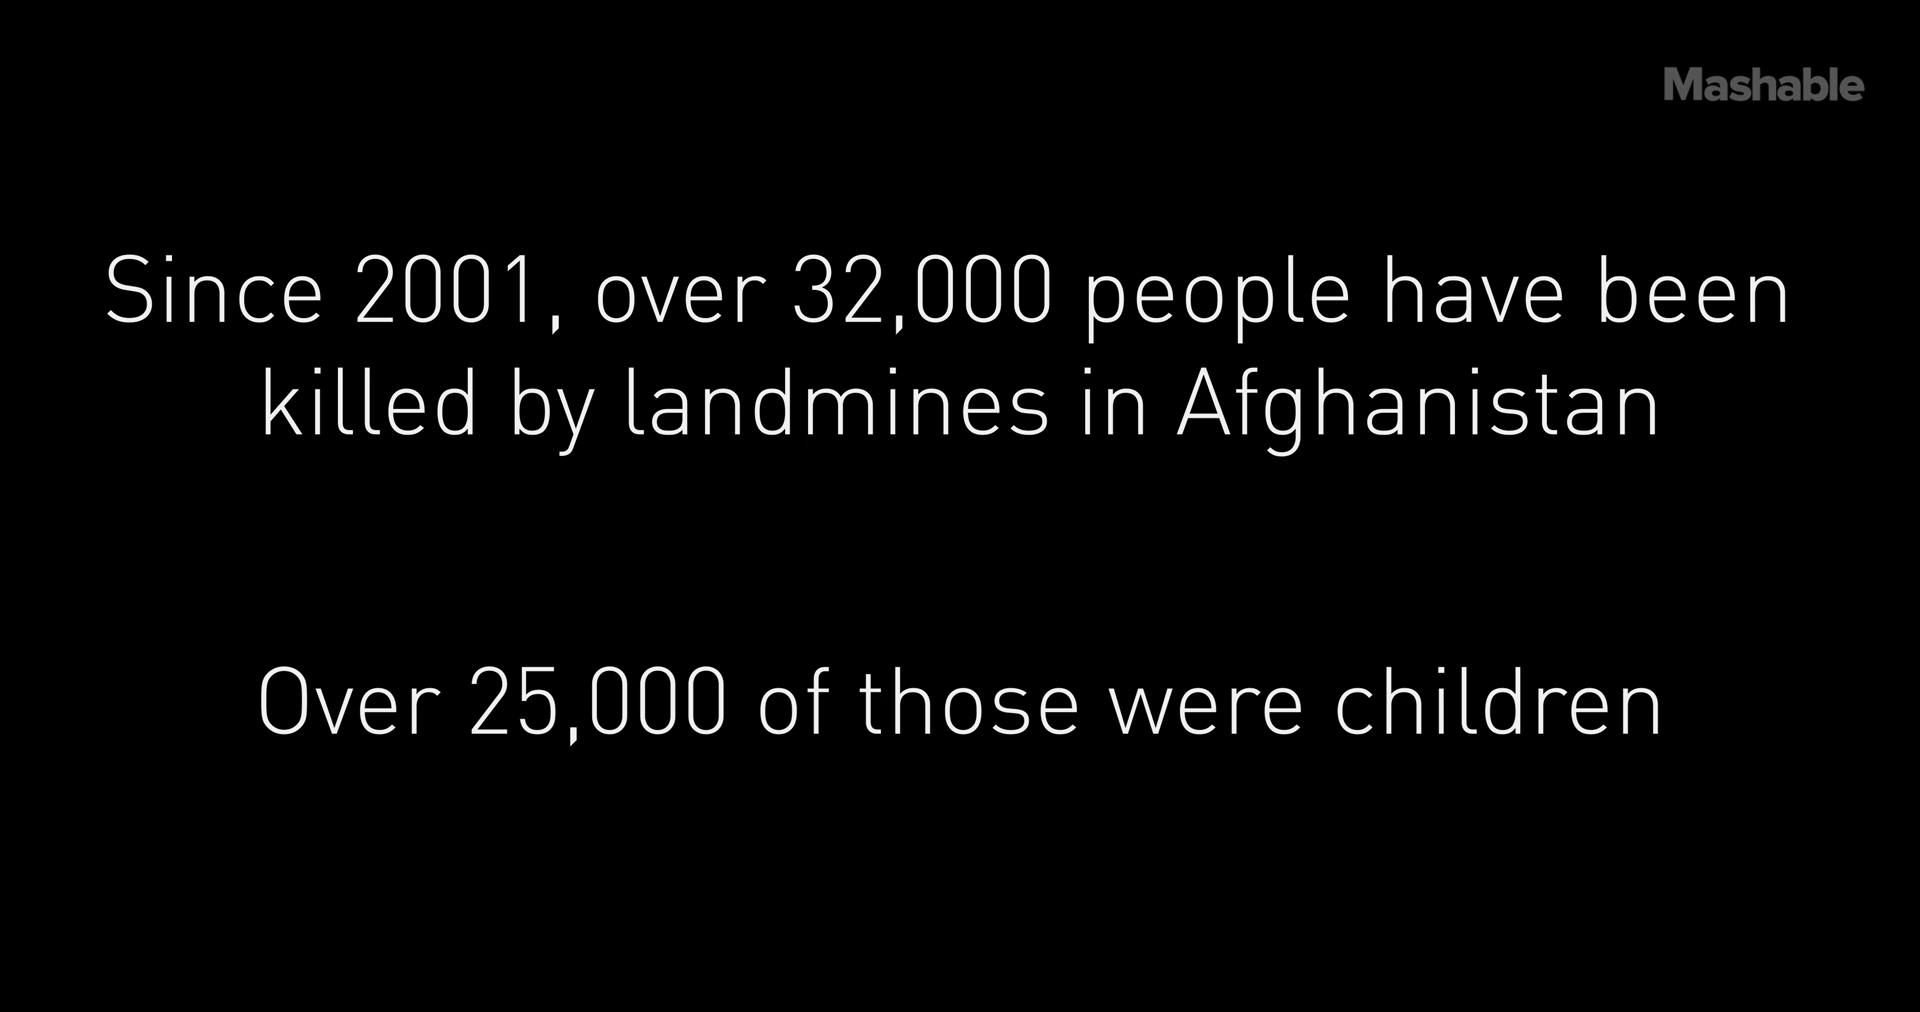 Mashable
Since 2001, over 32,000 people have been
killed by landmines in Afghanistan
Over 25,000 of those were children